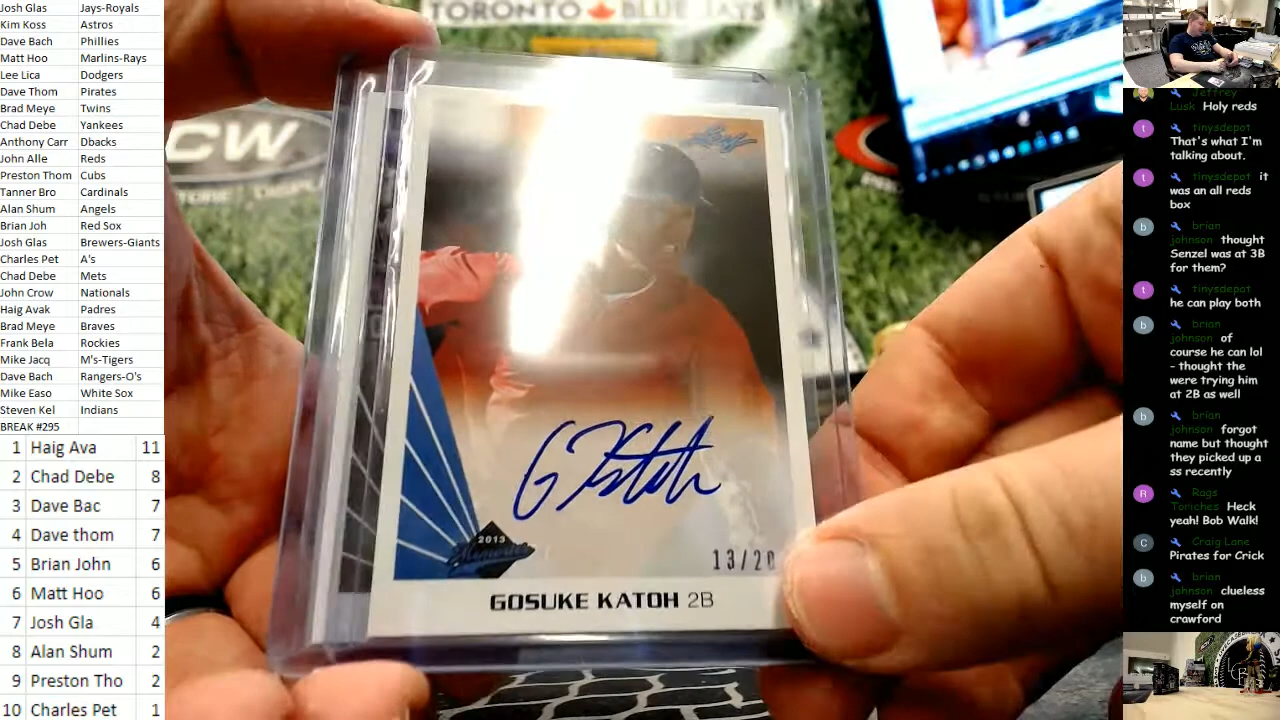 Josh Glas Jays-Royals
Kim Koss Astros
Dave Bach Phillies
Matt Hoo Marlins-Rays
Lee Lica Dodgers
Dave Thom Pirates
Brad Meye Twins
Chad Debe Yankees
Anthony Carr Dbacks
John Alle Reds
Preston Thom Cubs
Tanner Bro Cardinals
Alan Shum Angels
Brian Joh Red Sox
Josh Glas Brewers-Giants
Charles Pet A's
Chad Debe Mets
John Crow Nationals
Haig Avak Padres
Brad Meye Braves
Frank Bela Rockies
Mike Jacq M's-Tigers
Dave Bach Rangers-O's
Mike Easo White Sox
Steven Kel Indians
BREAK #295
1 Haig Ava 11
2 Chad Debe 8
3 Dave Bac 7
4 Dave thom 7
5 Brian John 6
6 Matt Hoo 6
7 Josh Gla 4
8 Alan Shum 2
9 Preston Tho 2
10 Charles Pet 1
TORONTO BLUE JAYS
CW
Leaf
G Katoh
2013
Memories
13/20
GOSUKE KATOH 2B
Jeffrey
Lusk Holy reds
t tinysdepot
That's what I'm
talking about.
t tinysdepot it
was an all reds
box
b brian
johnson thought
Senzel was at 3B
for them?
t tinysdepot
he can play both
b brian
johnson of
course he can lol
- thought the
were trying him
at 2B as well
b brian
johnson forgot
name but thought
they picked up a
ss recently
R Rags
Toriches Heck
yeah! Bob Walk!
C Craig Lane
Pirates for Crick
b brian
johnson clueless
myself on
crawford